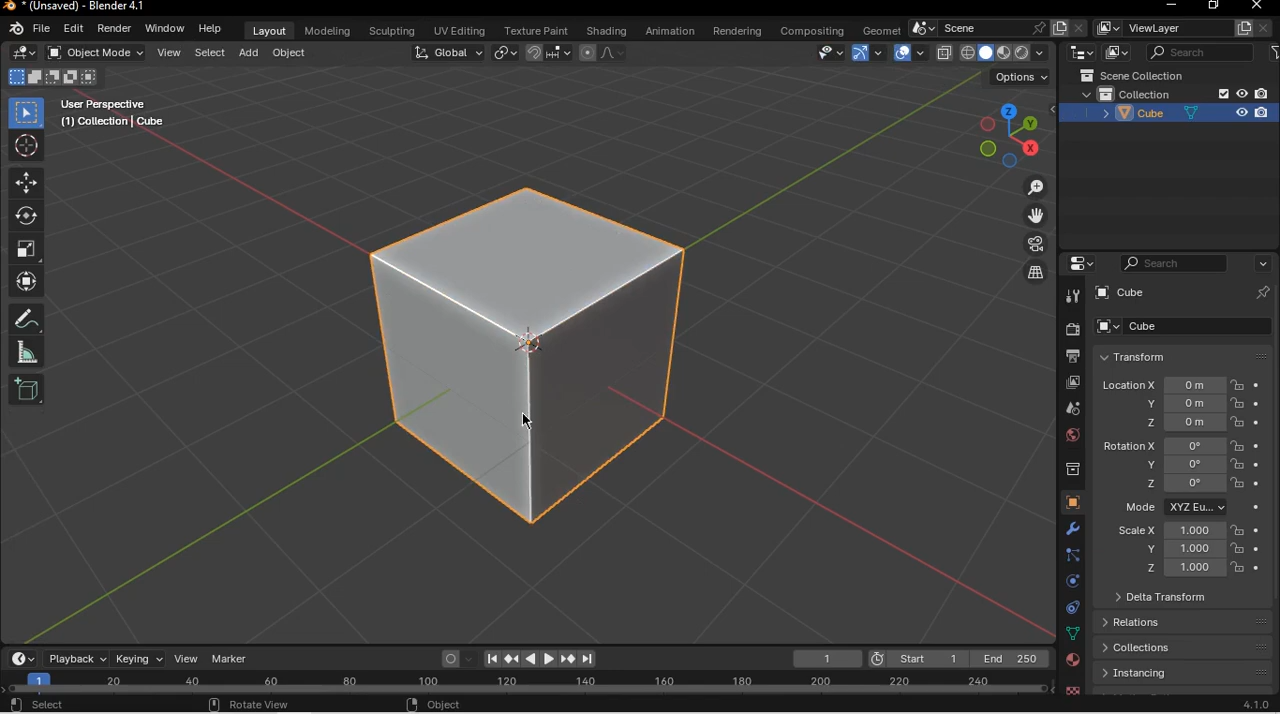 * (Unsaved) - Blender 4.1
File Edit Render Window Help Layout Modeling Sculpting UV Editing Texture Paint Shading Animation Rendering Compositing Geomet Scene ViewLayer
Object Mode View Select Add Object Global Search
Options
User Perspective
(1) Collection | Cube
Z
Y
X
Scene Collection
Collection
Cube
Search
Cube
Cube
Transform
Location X 0 m
Y 0 m
Z 0 m
Rotation X 0°
Y 0°
Z 0°
Mode XYZ Eu...
Scale X 1.000
Y 1.000
Z 1.000
Delta Transform
Relations
Collections
Instancing
Playback Keying View Marker 1 Start 1 End 250
1 20 40 60 80 100 120 140 160 180 200 220 240
Select Rotate View Object 4.1.0